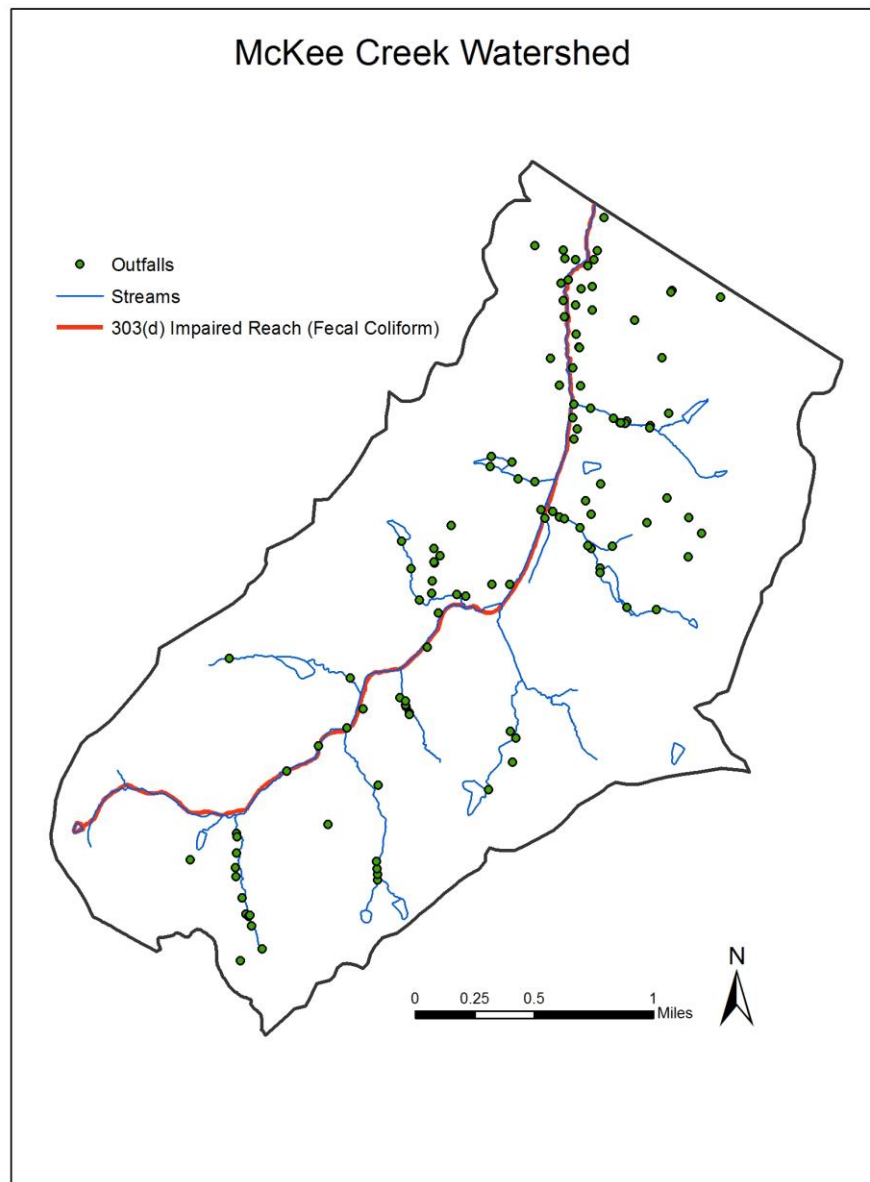 McKee Creek Watershed
Outfalls
Streams
303(d) Impaired Reach (Fecal Coliform)
N
0 0.25 0.5 1
Miles